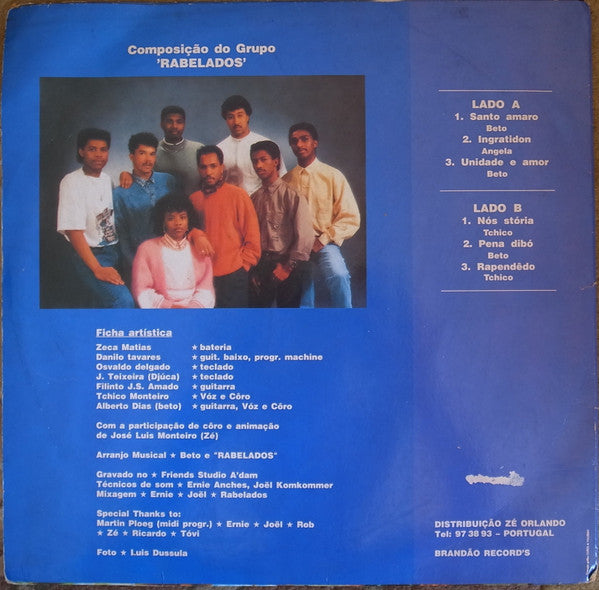 Composição do Grupo
'RABELADOS'
LADO A
1. Santo amaro
Beto
2. Ingratidon
Angela
3. Unidade e amor
Beto
LADO B
1. Nós stória
Tchico
2. Pena dibó
Beto
3. Rapendêdo
Tchico
Ficha artística
Zeca Matias ★ bateria
Danilo tavares ★ guit. baixo, progr. machine
Osvaldo delgado ★ teclado
J. Teixeira (Djúca) ★ teclado
Filinto J.S. Amado ★ guitarra
Tchico Monteiro ★ Vóz e Côro
Alberto Dias (beto) ★ guitarra, Vóz e Côro
Com a participação de côro e animação
de José Luis Monteiro (Zé)
Arranjo Musical ★ Beto e "RABELADOS"
Gravado no ★ Friends Studio A'dam
Técnicos de som ★ Ernie Anches, Joël Komkommer
Mixagem ★ Ernie ★ Joël ★ Rabelados
Special Thanks to:
Martin Ploeg (midi progr.) ★ Ernie ★ Joël ★ Rob
★ Zé ★ Ricardo ★ Tóvi
Foto ★ Luis Dussula
DISTRIBUIÇÃO ZÉ ORLANDO
Tel: 97 38 93 – PORTUGAL
BRANDÃO RECORD'S